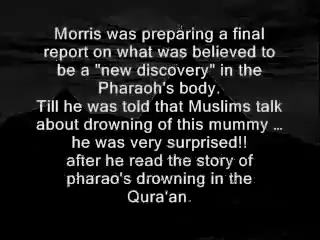 Morris was preparing a final
report on what was believed to
be a "new discovery" in the
Pharaoh's body.
Till he was told that Muslims talk
about drowning of this mummy ...
he was very surprised!!
after he read the story of
pharao's drowning in the
Qura'an.